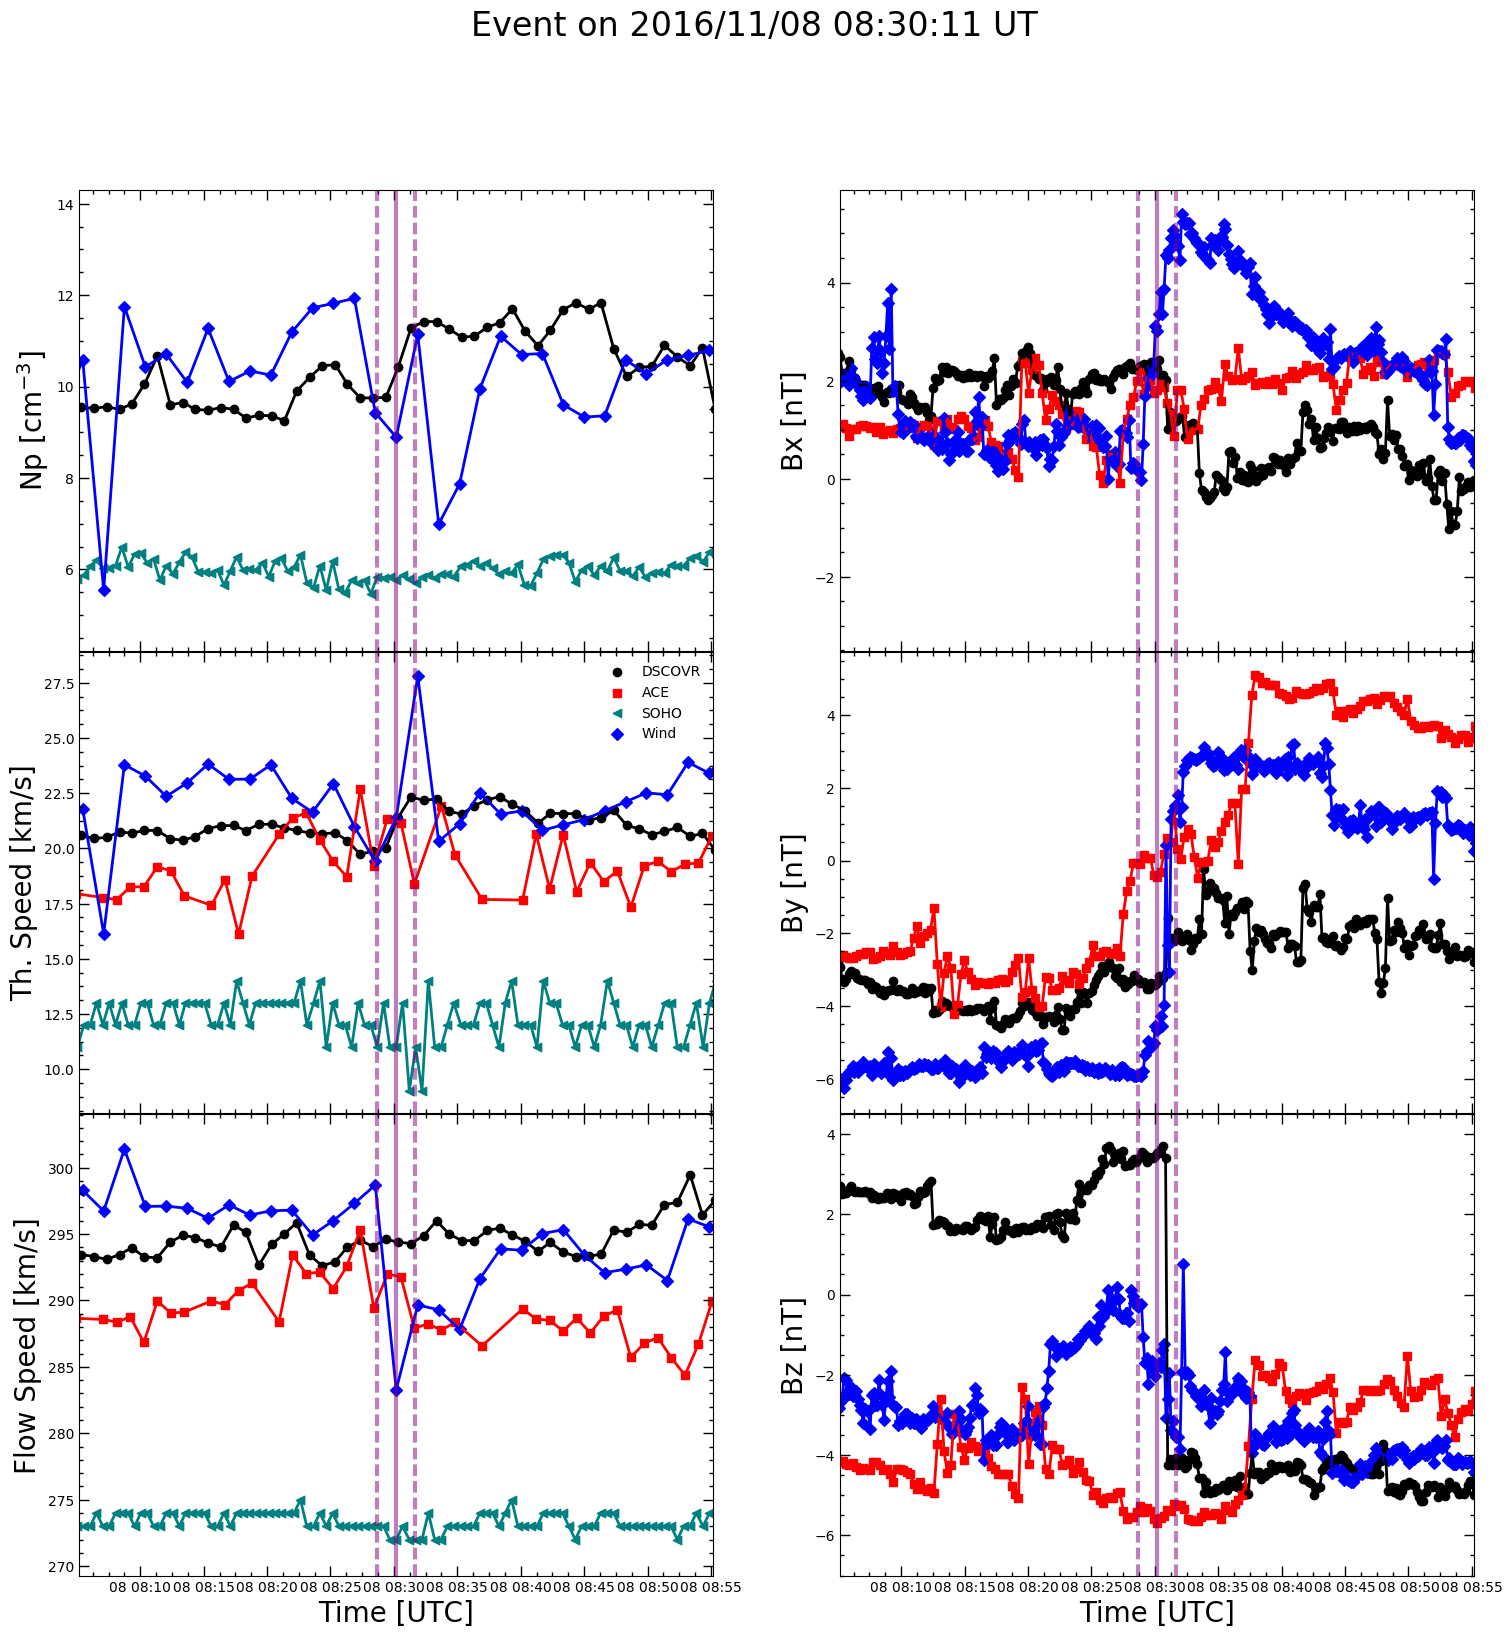 Event on 2016/11/08 08:30:11 UT
14
12
10
8
6
Np [cm⁻³]
27.5
25.0
22.5
20.0
17.5
15.0
12.5
10.0
Th. Speed [km/s]
DSCOVR
ACE
SOHO
Wind
300
295
290
285
280
275
270
Flow Speed [km/s]
08 08:10 08 08:15 08 08:20 08 08:25 08 08:30 08 08:35 08 08:40 08 08:45 08 08:50 08 08:55
Time [UTC]
4
2
0
−2
Bx [nT]
4
2
0
−2
−4
−6
By [nT]
4
2
0
−2
−4
−6
Bz [nT]
08 08:10 08 08:15 08 08:20 08 08:25 08 08:30 08 08:35 08 08:40 08 08:45 08 08:50 08 08:55
Time [UTC]